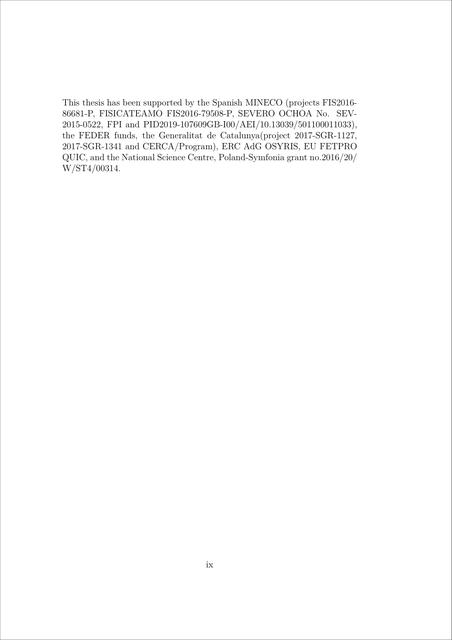 This thesis has been supported by the Spanish MINECO (projects FIS2016-
86681-P, FISICATEAMO FIS2016-79508-P, SEVERO OCHOA No. SEV-
2015-0522, FPI and PID2019-107609GB-I00/AEI/10.13039/501100011033),
the FEDER funds, the Generalitat de Catalunya(project 2017-SGR-1127,
2017-SGR-1341 and CERCA/Program), ERC AdG OSYRIS, EU FETPRO
QUIC, and the National Science Centre, Poland-Symfonia grant no.2016/20/
W/ST4/00314.
ix